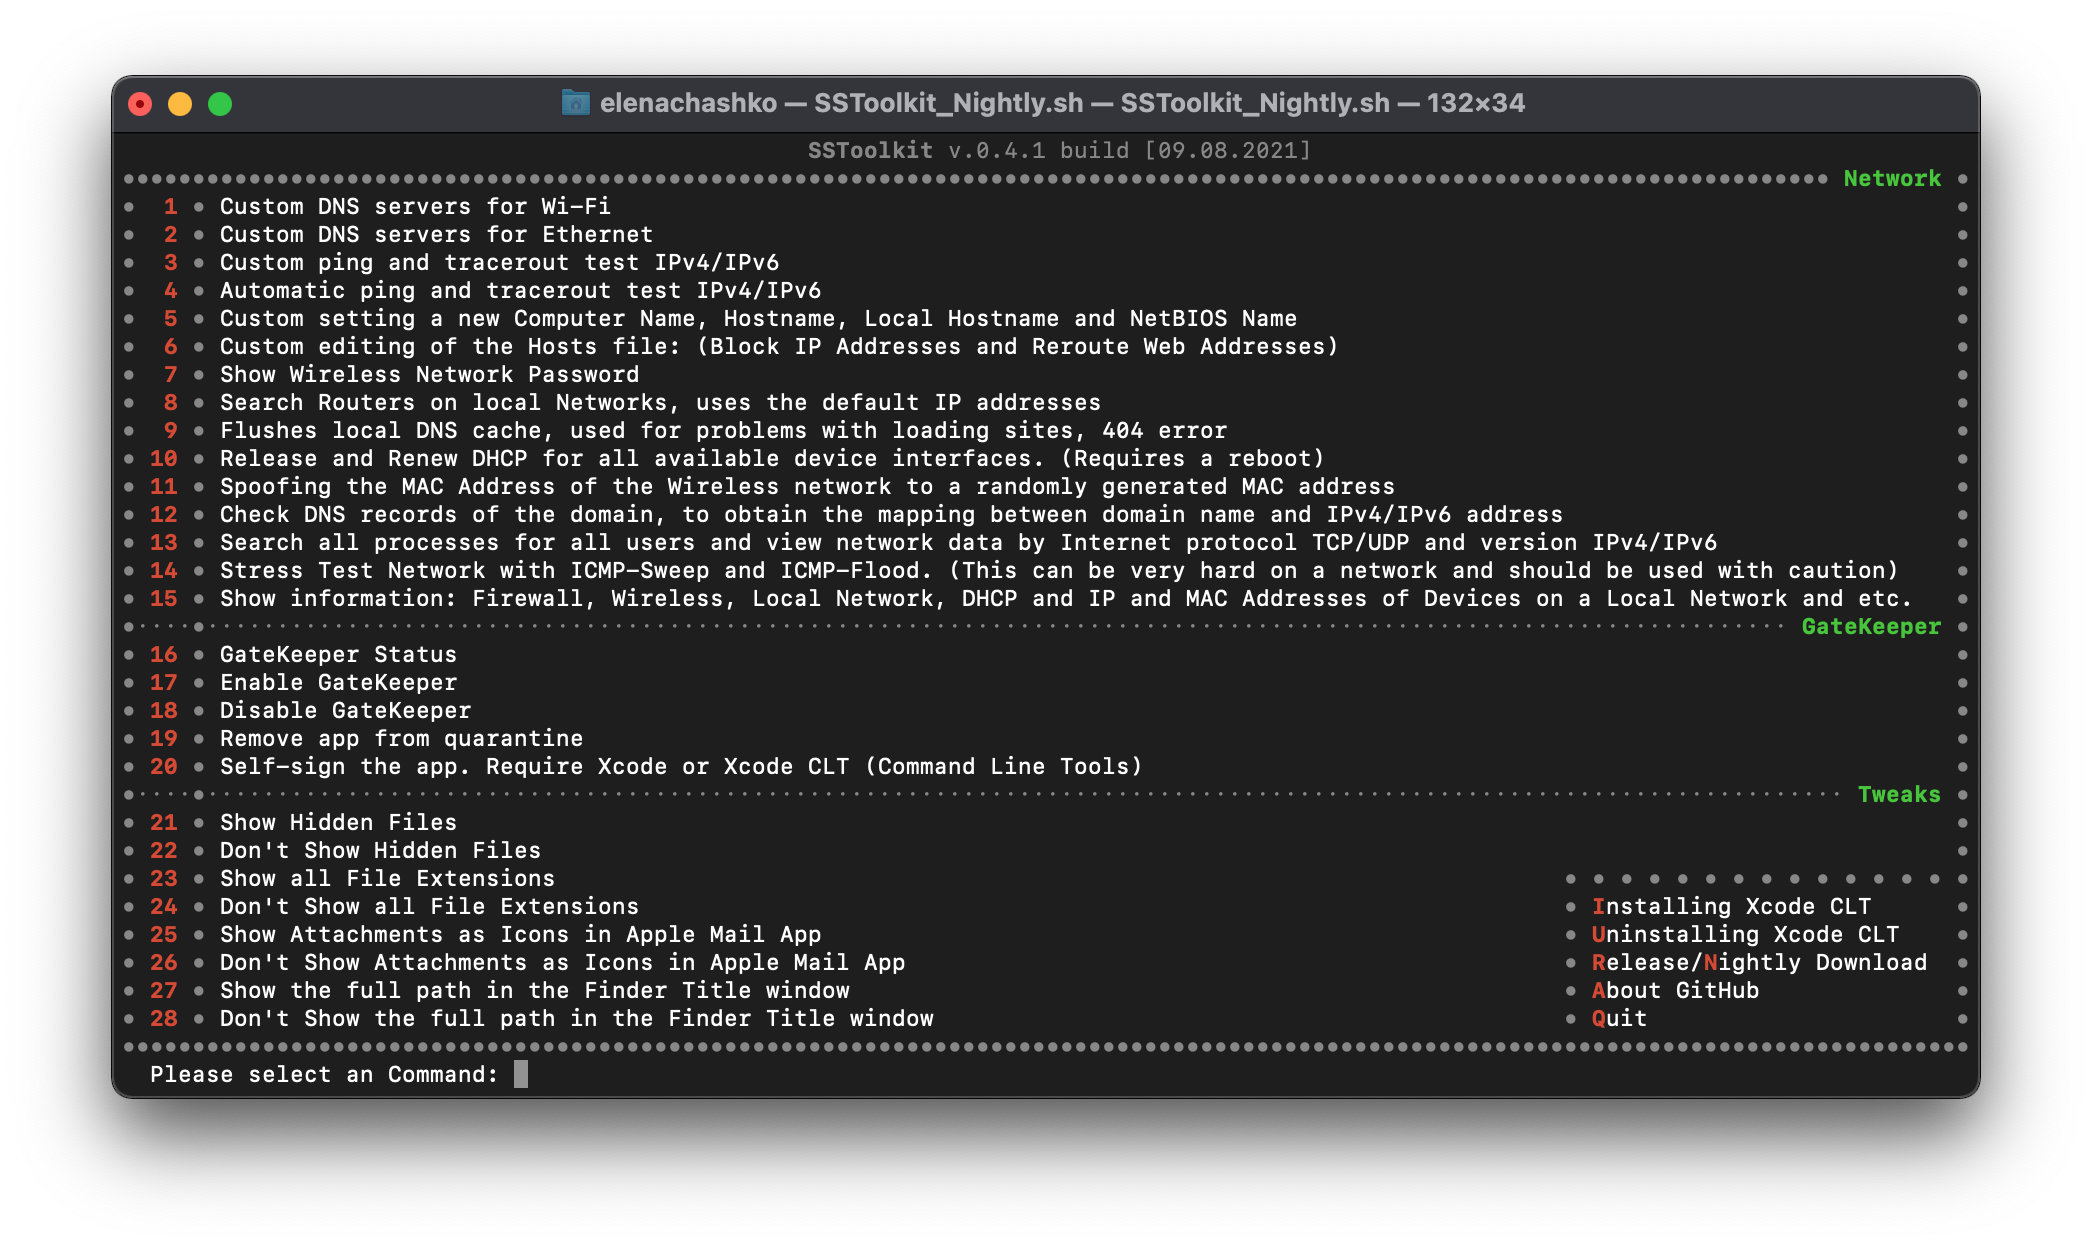 elenachashko — SSToolkit_Nightly.sh — SSToolkit_Nightly.sh — 132×34
SSToolkit v.0.4.1 build [09.08.2021]
Network
1 Custom DNS servers for Wi-Fi
2 Custom DNS servers for Ethernet
3 Custom ping and tracerout test IPv4/IPv6
4 Automatic ping and tracerout test IPv4/IPv6
5 Custom setting a new Computer Name, Hostname, Local Hostname and NetBIOS Name
6 Custom editing of the Hosts file: (Block IP Addresses and Reroute Web Addresses)
7 Show Wireless Network Password
8 Search Routers on local Networks, uses the default IP addresses
9 Flushes local DNS cache, used for problems with loading sites, 404 error
10 Release and Renew DHCP for all available device interfaces. (Requires a reboot)
11 Spoofing the MAC Address of the Wireless network to a randomly generated MAC address
12 Check DNS records of the domain, to obtain the mapping between domain name and IPv4/IPv6 address
13 Search all processes for all users and view network data by Internet protocol TCP/UDP and version IPv4/IPv6
14 Stress Test Network with ICMP-Sweep and ICMP-Flood. (This can be very hard on a network and should be used with caution)
15 Show information: Firewall, Wireless, Local Network, DHCP and IP and MAC Addresses of Devices on a Local Network and etc.
GateKeeper
16 GateKeeper Status
17 Enable GateKeeper
18 Disable GateKeeper
19 Remove app from quarantine
20 Self-sign the app. Require Xcode or Xcode CLT (Command Line Tools)
Tweaks
21 Show Hidden Files
22 Don't Show Hidden Files
23 Show all File Extensions
24 Don't Show all File Extensions
25 Show Attachments as Icons in Apple Mail App
26 Don't Show Attachments as Icons in Apple Mail App
27 Show the full path in the Finder Title window
28 Don't Show the full path in the Finder Title window
Installing Xcode CLT
Uninstalling Xcode CLT
Release/Nightly Download
About GitHub
Quit
Please select an Command: